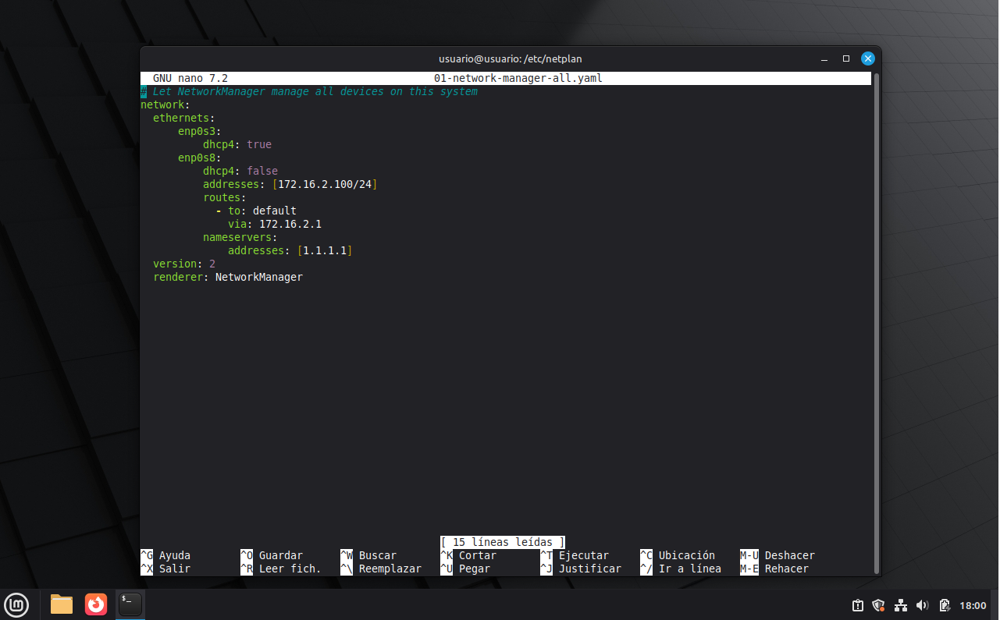 usuario@usuario: /etc/netplan
GNU nano 7.2 01-network-manager-all.yaml
# Let NetworkManager manage all devices on this system
network:
  ethernets:
      enp0s3:
          dhcp4: true
      enp0s8:
          dhcp4: false
          addresses: [172.16.2.100/24]
          routes:
            - to: default
              via: 172.16.2.1
          nameservers:
              addresses: [1.1.1.1]
  version: 2
  renderer: NetworkManager
[ 15 líneas leídas ]
^G Ayuda ^O Guardar ^W Buscar ^K Cortar ^T Ejecutar ^C Ubicación M-U Deshacer
^X Salir ^R Leer fich. ^\ Reemplazar ^U Pegar ^J Justificar ^/ Ir a línea M-E Rehacer
$_
18:00